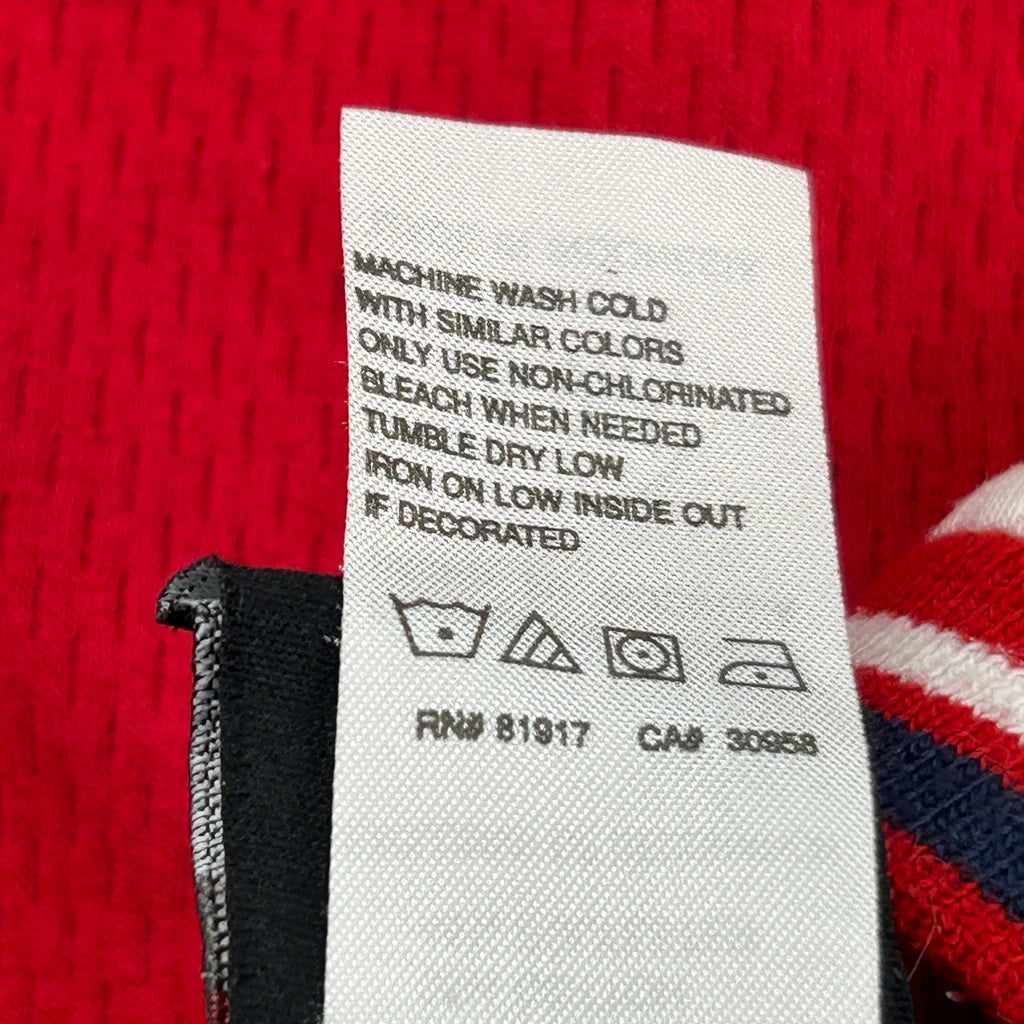 MACHINE WASH COLD
WITH SIMILAR COLORS
ONLY USE NON-CHLORINATED
BLEACH WHEN NEEDED
TUMBLE DRY LOW
IRON ON LOW INSIDE OUT
IF DECORATED
RN# 81917 CA# 30958